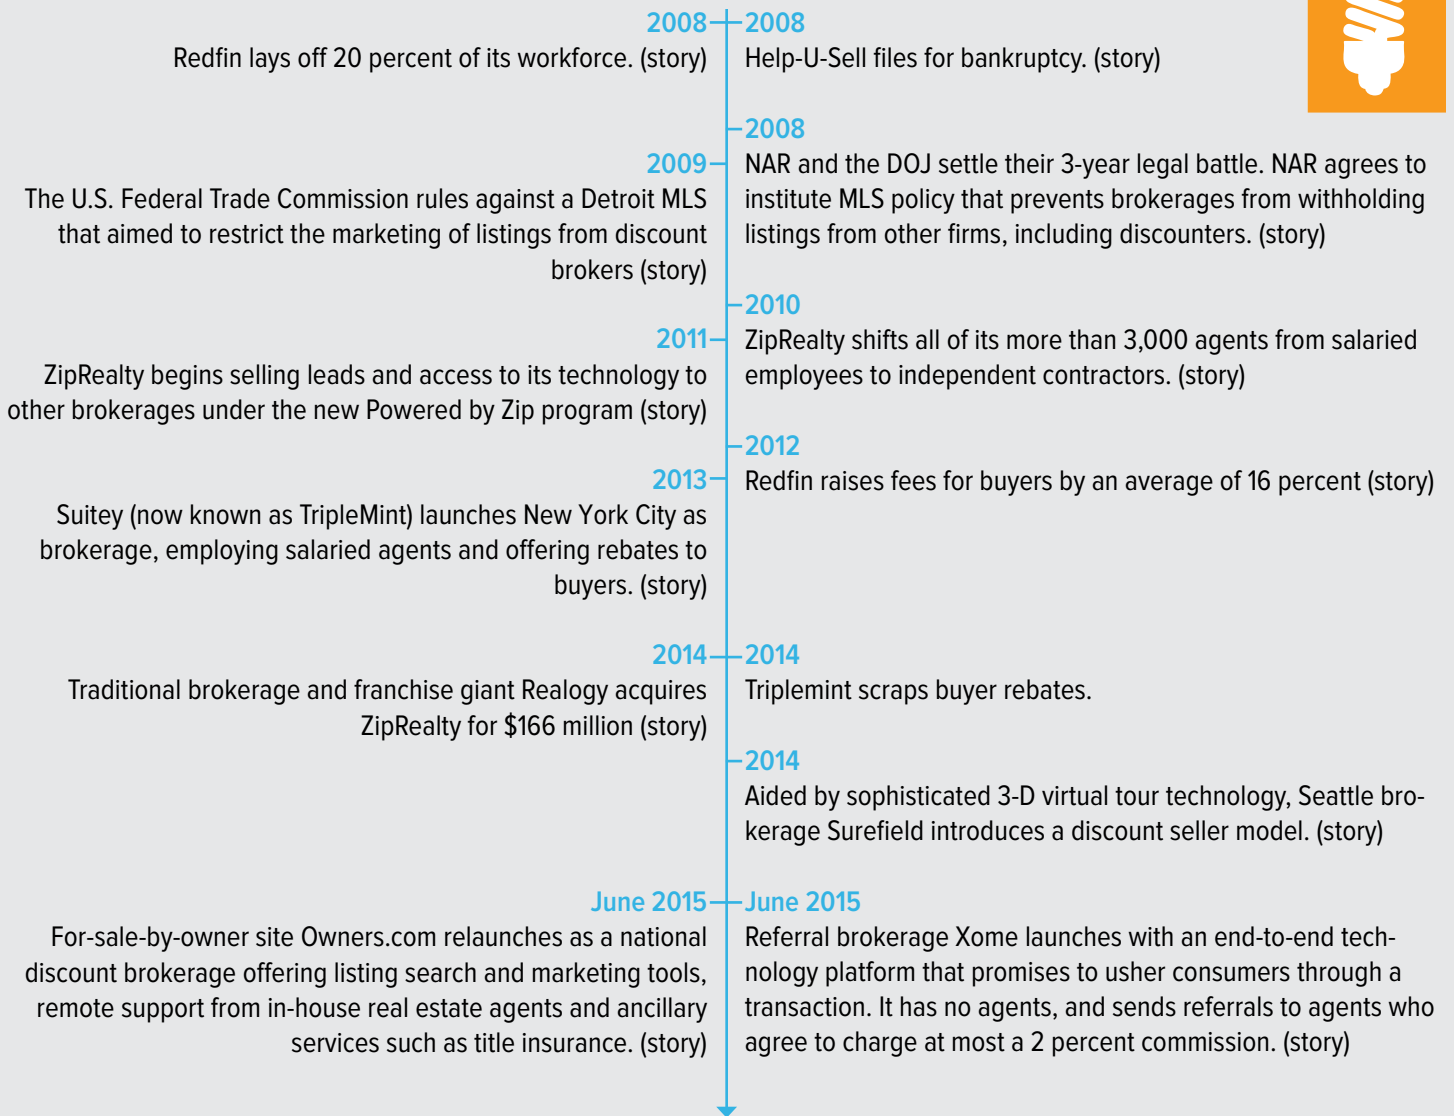 2008
Redfin lays off 20 percent of its workforce. (story)
2008
Help-U-Sell files for bankruptcy. (story)
2008
NAR and the DOJ settle their 3-year legal battle. NAR agrees to
institute MLS policy that prevents brokerages from withholding
listings from other firms, including discounters. (story)
2009
The U.S. Federal Trade Commission rules against a Detroit MLS
that aimed to restrict the marketing of listings from discount
brokers (story)
2010
ZipRealty shifts all of its more than 3,000 agents from salaried
employees to independent contractors. (story)
2011
ZipRealty begins selling leads and access to its technology to
other brokerages under the new Powered by Zip program (story)
2012
Redfin raises fees for buyers by an average of 16 percent (story)
2013
Suitey (now known as TripleMint) launches New York City as
brokerage, employing salaried agents and offering rebates to
buyers. (story)
2014
Traditional brokerage and franchise giant Realogy acquires
ZipRealty for $166 million (story)
2014
Triplemint scraps buyer rebates.
2014
Aided by sophisticated 3-D virtual tour technology, Seattle bro-
kerage Surefield introduces a discount seller model. (story)
June 2015
For-sale-by-owner site Owners.com relaunches as a national
discount brokerage offering listing search and marketing tools,
remote support from in-house real estate agents and ancillary
services such as title insurance. (story)
June 2015
Referral brokerage Xome launches with an end-to-end tech-
nology platform that promises to usher consumers through a
transaction. It has no agents, and sends referrals to agents who
agree to charge at most a 2 percent commission. (story)